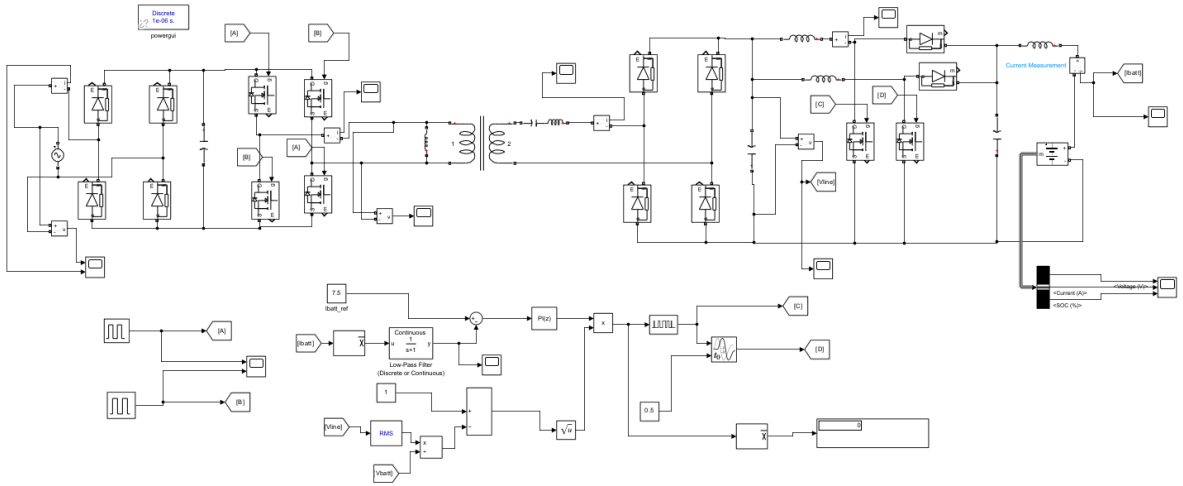 Discrete
1e-06 s.
powergui
[A]
[B]
[B]
[A]
1
2
[C]
[D]
Current Measurement
[Ibatt]
[Vline]
<Voltage (V)>
<Current (A)>
<SOC (%)>
7.5
Ibatt_ref
PI(z)
[C]
[A]
[Ibatt]
Continuous
1
s+1
u
y
Low-Pass Filter
(Discrete or Continuous)
[D]
[B]
1
0.5
[Vline]
RMS
[Vbatt]
√u
0